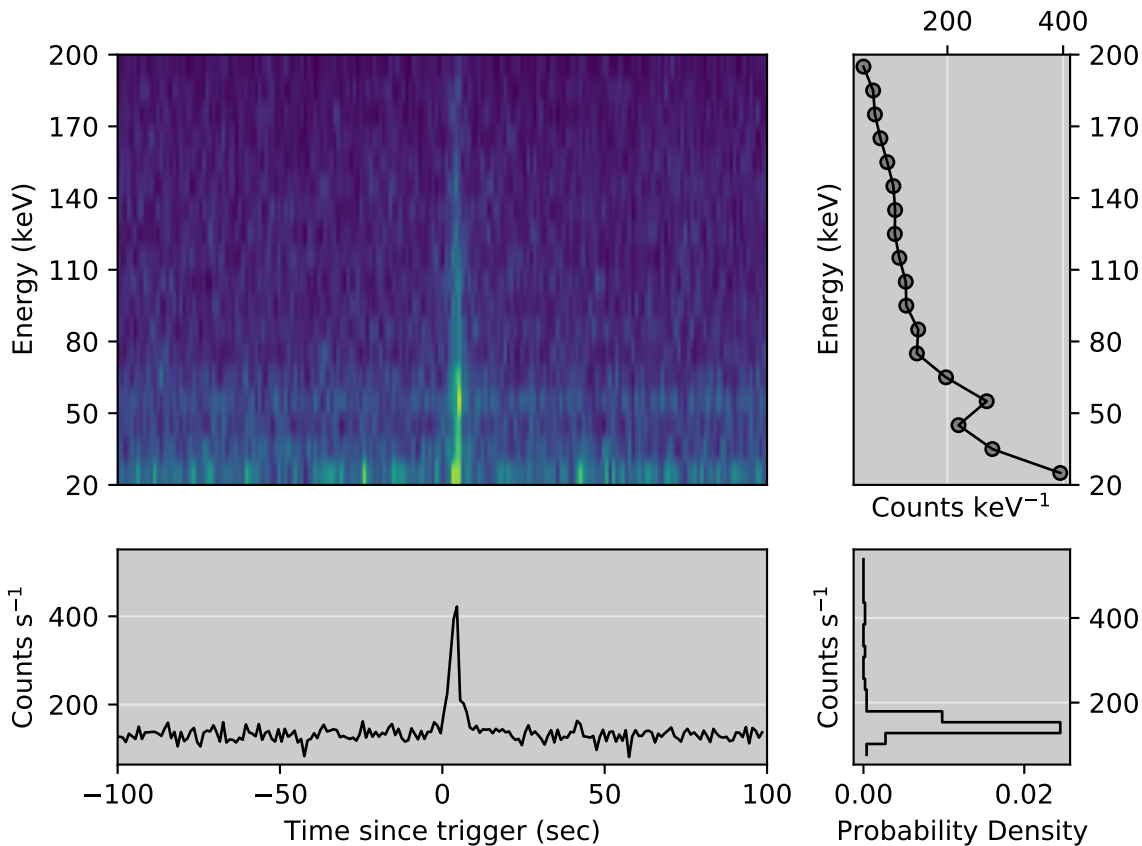 200 400
200 200
170 170
140 140
110 110
80 80
50 50
20 20
Energy (keV)
Energy (keV)
Counts keV⁻¹
400 400
200 200
Counts s⁻¹
Counts s⁻¹
−100 −50 0 50 100 0.00 0.02
Time since trigger (sec) Probability Density